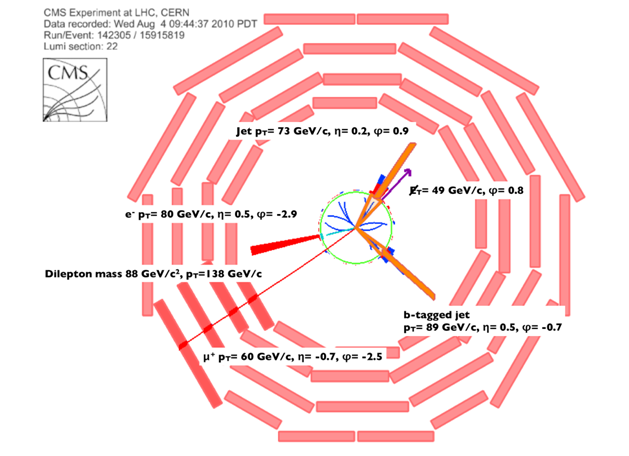 CMS Experiment at LHC, CERN
Data recorded: Wed Aug 4 09:44:37 2010 PDT
Run/Event: 142305 / 15915819
Lumi section: 22
CMS
Jet pT= 73 GeV/c, η= 0.2, φ= 0.9
E̸T= 49 GeV/c, φ= 0.8
e- pT= 80 GeV/c, η= 0.5, φ= -2.9
Dilepton mass 88 GeV/c², pT=138 GeV/c
b-tagged jet
pT= 89 GeV/c, η= 0.5, φ= -0.7
μ⁺ pT= 60 GeV/c, η= -0.7, φ= -2.5